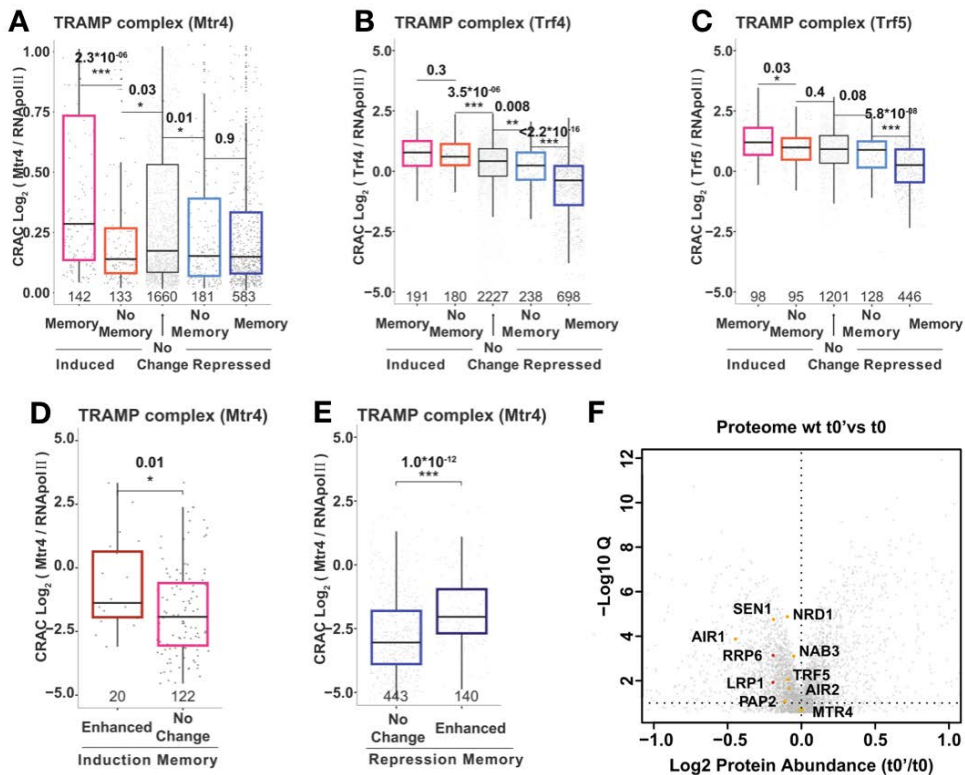 A
TRAMP complex (Mtr4)
CRAC Log2 ( Mtr4 / RNApolII )
1.00
0.75
0.50
0.25
0.00
2.3*10-06
***
0.03
*
0.01
*
0.9
142
133
1660
181
583
Memory
No Memory
No Memory
Memory
No
Induced
Change
Repressed
B
TRAMP complex (Trf4)
CRAC Log2 ( Trf4 / RNApolII )
5.0
2.5
0.0
−2.5
−5.0
0.3
3.5*10-06
***
0.008
**
<2.2*10-16
***
191
180
2227
238
698
Memory
No Memory
No Memory
Memory
No
Induced
Change
Repressed
C
TRAMP complex (Trf5)
CRAC Log2 ( Trf5 / RNApolII )
5.0
2.5
0.0
−2.5
−5.0
0.03
*
0.4
0.08
5.8*10-08
***
98
95
1201
128
446
Memory
No Memory
No Memory
Memory
No
Induced
Change
Repressed
D
TRAMP complex (Mtr4)
CRAC Log2 ( Mtr4 / RNApolII )
5.0
2.5
0.0
−2.5
−5.0
0.01
*
20
122
Enhanced
No Change
Induction Memory
E
TRAMP complex (Mtr4)
CRAC Log2 ( Mtr4 / RNApolII )
5.0
2.5
0.0
−2.5
−5.0
1.0*10-12
***
443
140
No Change
Enhanced
Repression Memory
F
Proteome wt t0'vs t0
−Log10 Q
12
10
8
6
4
2
SEN1
NRD1
AIR1
NAB3
RRP6
TRF5
LRP1
AIR2
PAP2
MTR4
−1.0
−0.5
0.0
0.5
1.0
Log2 Protein Abundance (t0'/t0)